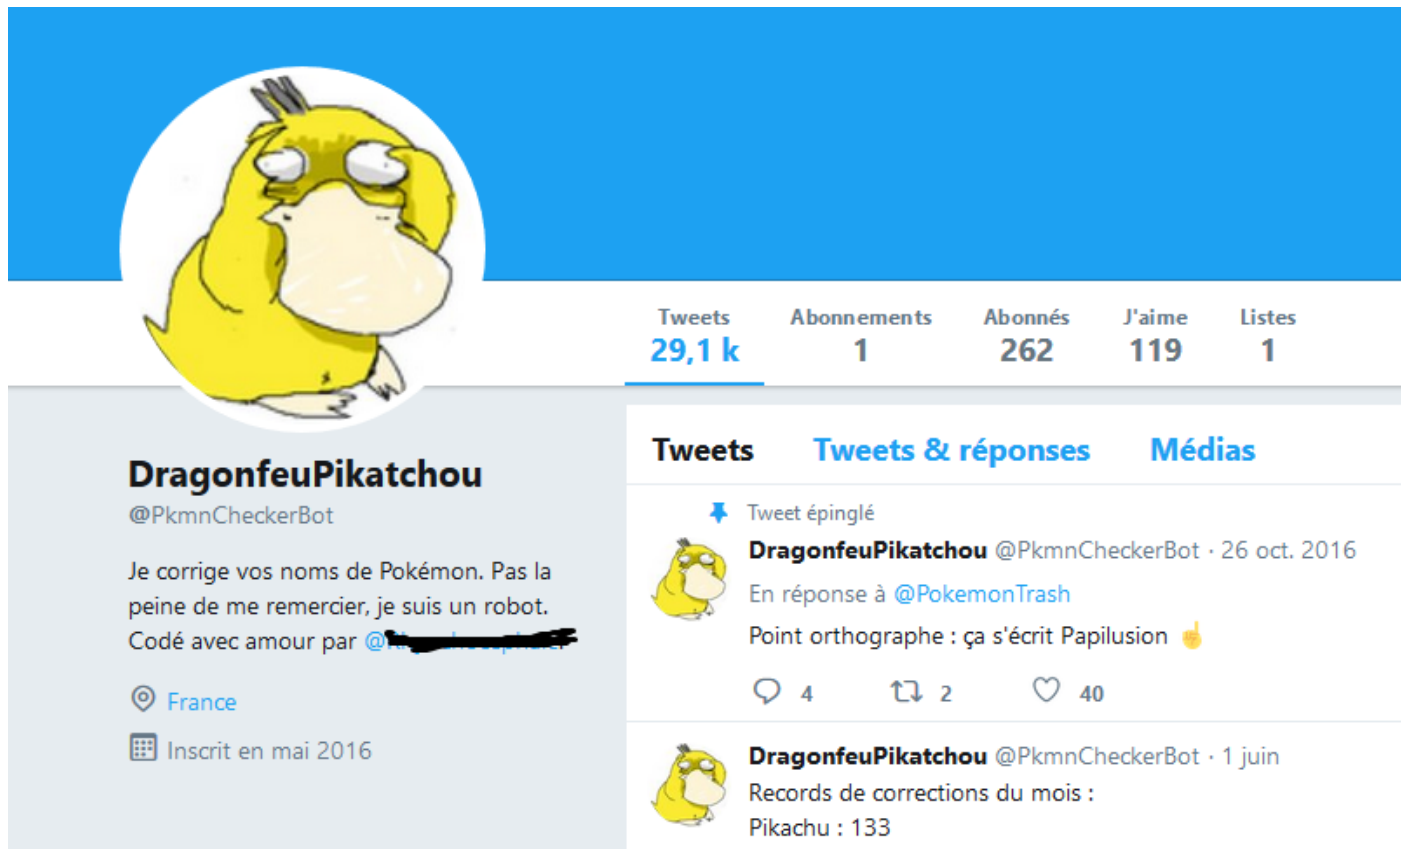 Tweets Abonnements Abonnés J'aime Listes
29,1 k 1 262 119 1
DragonfeuPikatchou
@PkmnCheckerBot
Je corrige vos noms de Pokémon. Pas la
peine de me remercier, je suis un robot.
Codé avec amour par @
France
Inscrit en mai 2016
Tweets Tweets & réponses Médias
Tweet épinglé
DragonfeuPikatchou @PkmnCheckerBot · 26 oct. 2016
En réponse à @PokemonTrash
Point orthographe : ça s'écrit Papilusion ☝
4 2 40
DragonfeuPikatchou @PkmnCheckerBot · 1 juin
Records de corrections du mois :
Pikachu : 133